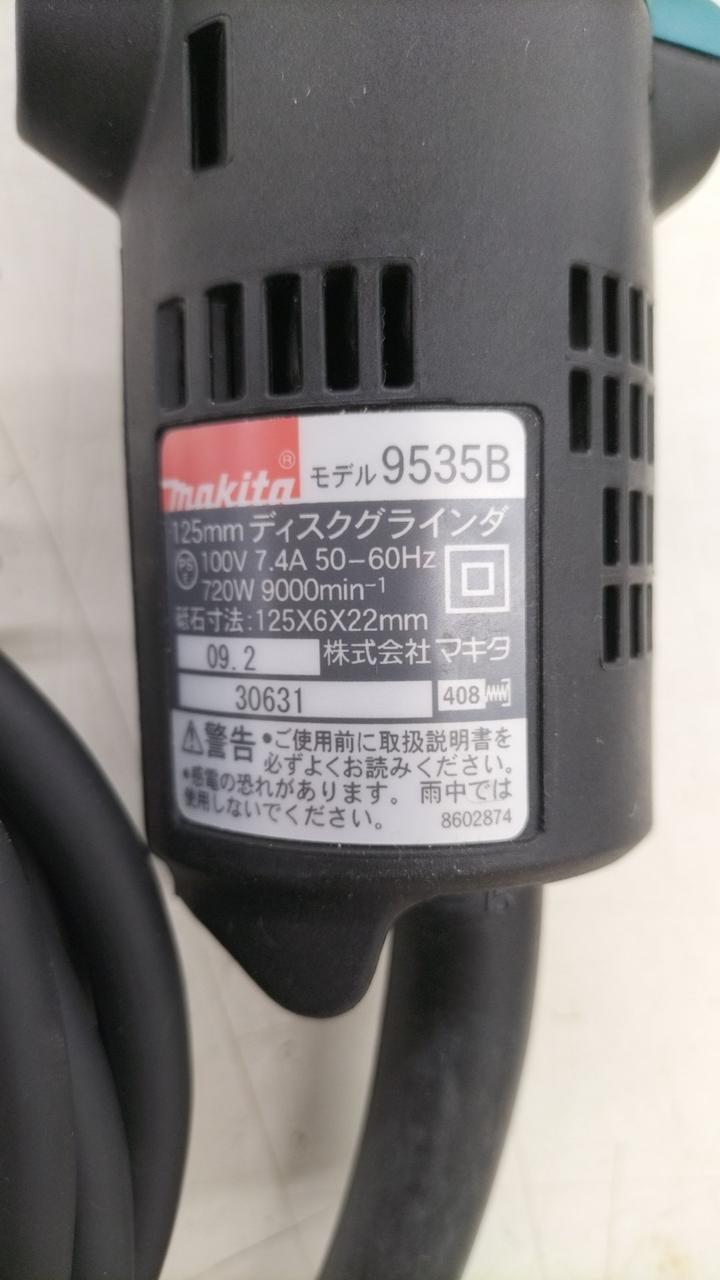 makita® モデル 9535B
125mm ディスクグラインダ
PS E 100V 7.4A 50-60Hz
720W 9000min⁻¹
砥石寸法:125X6X22mm
09.2 株式会社 マキタ
30631 408
⚠警告 •ご使用前に取扱説明書を
必ずよくお読みください。
•感電の恐れがあります。 雨中では
使用しないでください。 8602874